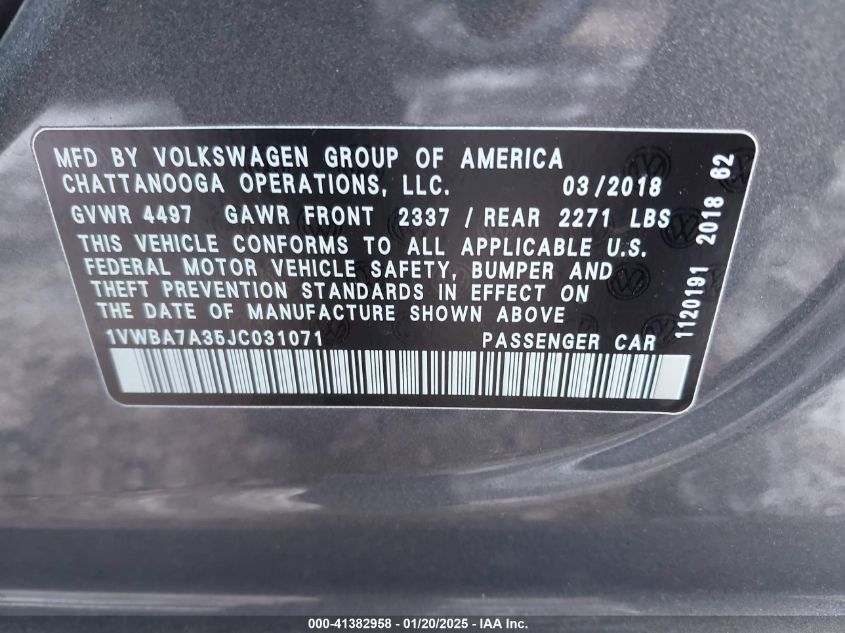 MFD BY VOLKSWAGEN GROUP OF AMERICA
CHATTANOOGA OPERATIONS, LLC. 03/2018
GVWR 4497 GAWR FRONT 2337 / REAR 2271 LBS
THIS VEHICLE CONFORMS TO ALL APPLICABLE U.S.
FEDERAL MOTOR VEHICLE SAFETY, BUMPER AND
THEFT PREVENTION STANDARDS IN EFFECT ON
THE DATE OF MANUFACTURE SHOWN ABOVE
1VWBA7A35JC031071 PASSENGER CAR
1120191 2018 62
000-41382958 - 01/20/2025 - IAA Inc.